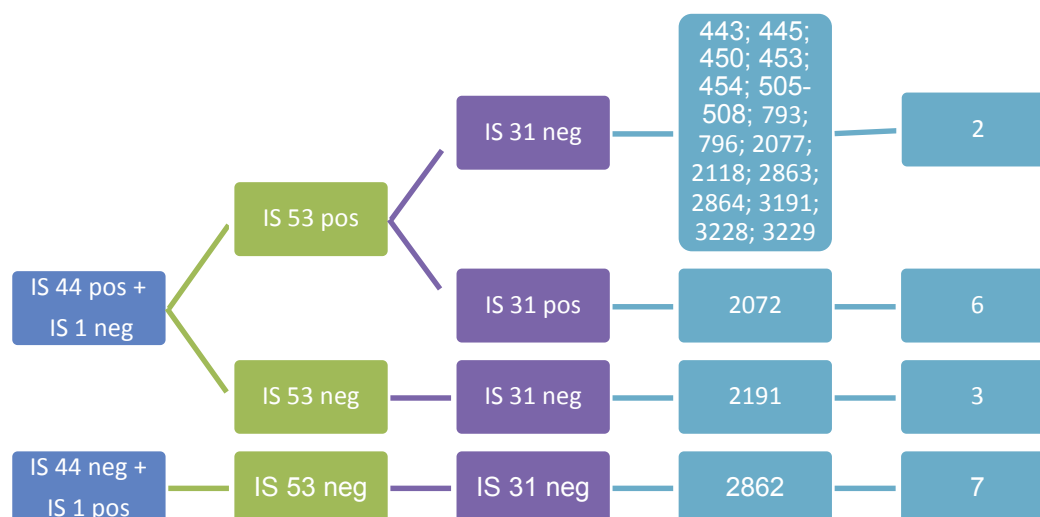 443; 445;
450; 453;
454; 505-
508; 793;
796; 2077;
2118; 2863;
2864; 3191;
3228; 3229
IS 31 neg
2
IS 53 pos
IS 44 pos +
IS 1 neg
IS 31 pos
2072
6
IS 53 neg
IS 31 neg
2191
3
IS 44 neg +
IS 1 pos
IS 53 neg
IS 31 neg
2862
7